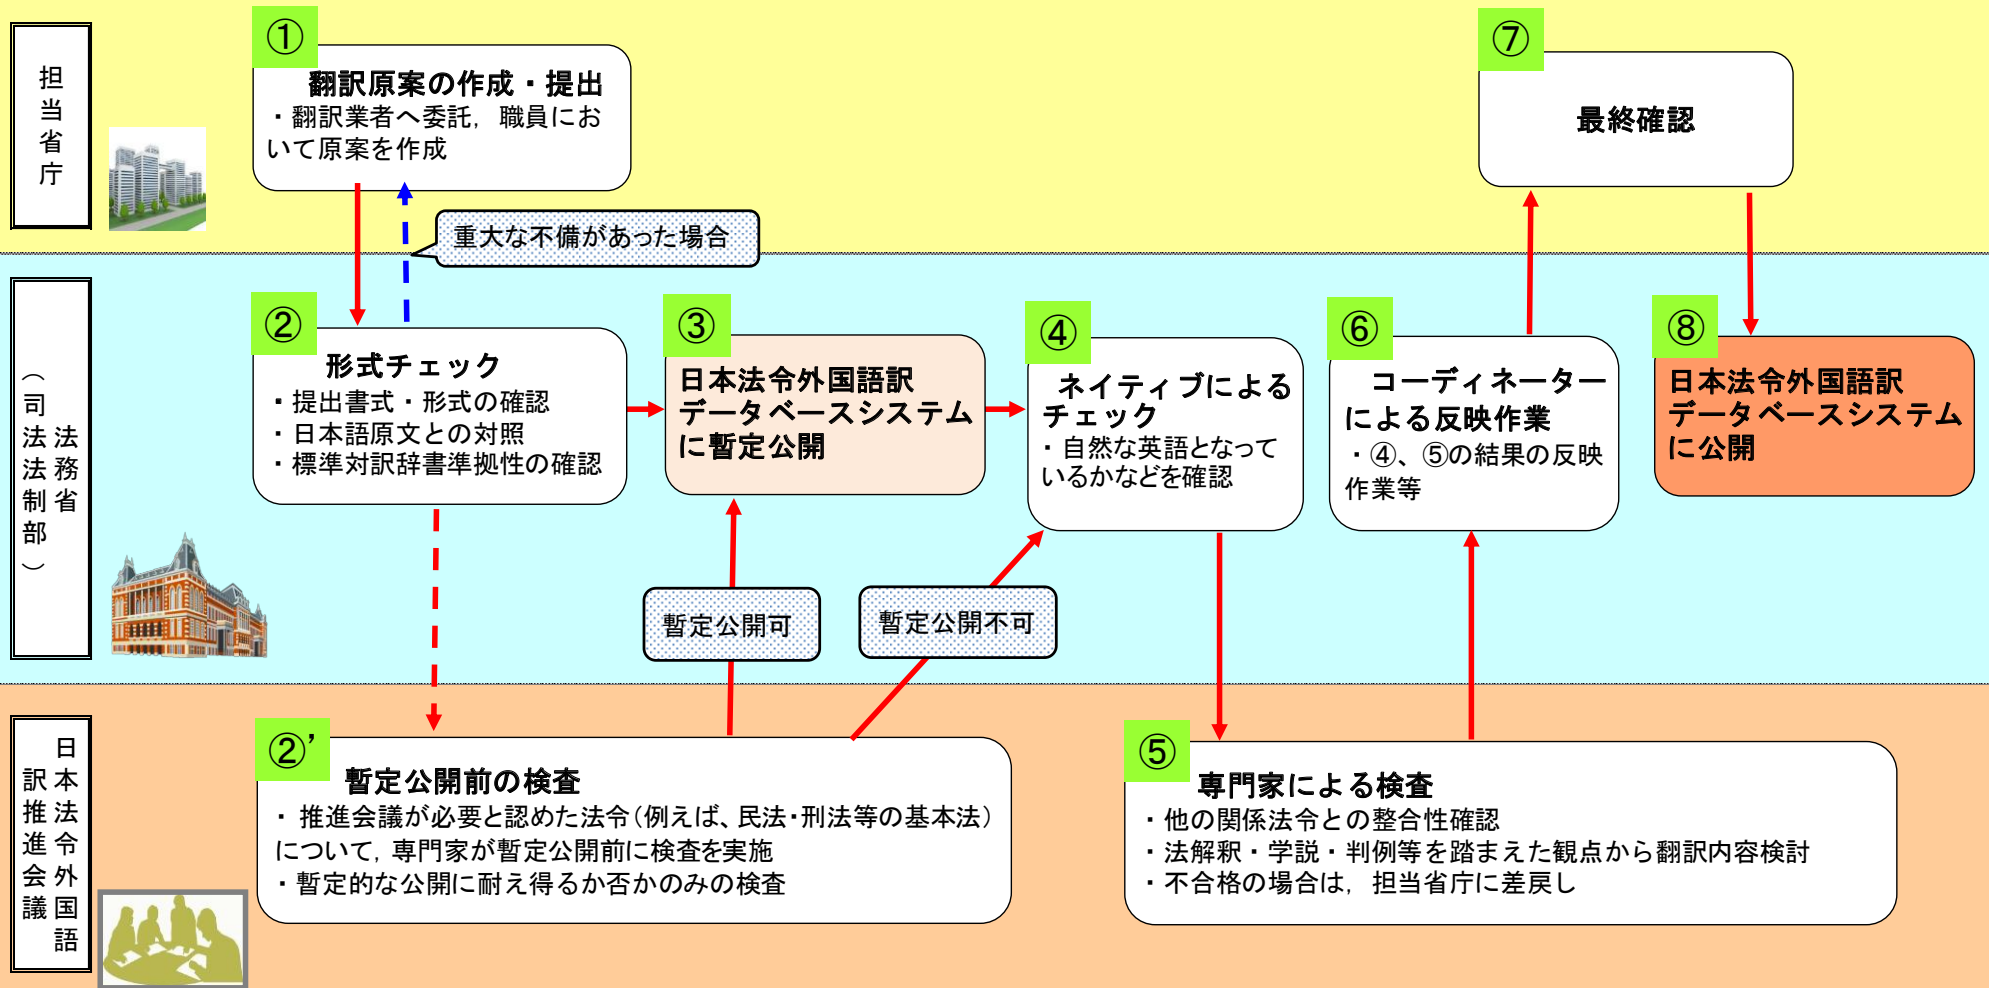 担当省庁
①
翻訳原案の作成・提出
・翻訳業者へ委託，職員にお
いて原案を作成
⑦
最終確認
重大な不備があった場合
法務省
（司法法制部）
②
形式チェック
・提出書式・形式の確認
・日本語原文との対照
・標準対訳辞書準拠性の確認
③
日本法令外国語訳
データベースシステム
に暫定公開
④
ネイティブによる
チェック
・自然な英語となって
いるかなどを確認
⑥
コーディネーター
による反映作業
・④、⑤の結果の反映
作業等
⑧
日本法令外国語訳
データベースシステム
に公開
暫定公開可
暫定公開不可
日本法令外国語
訳推進会議
②’
暫定公開前の検査
・ 推進会議が必要と認めた法令（例えば、民法・刑法等の基本法）
について，専門家が暫定公開前に検査を実施
・暫定的な公開に耐え得るか否かのみの検査
⑤
専門家による検査
・他の関係法令との整合性確認
・法解釈・学説・判例等を踏まえた観点から翻訳内容検討
・不合格の場合は，担当省庁に差戻し